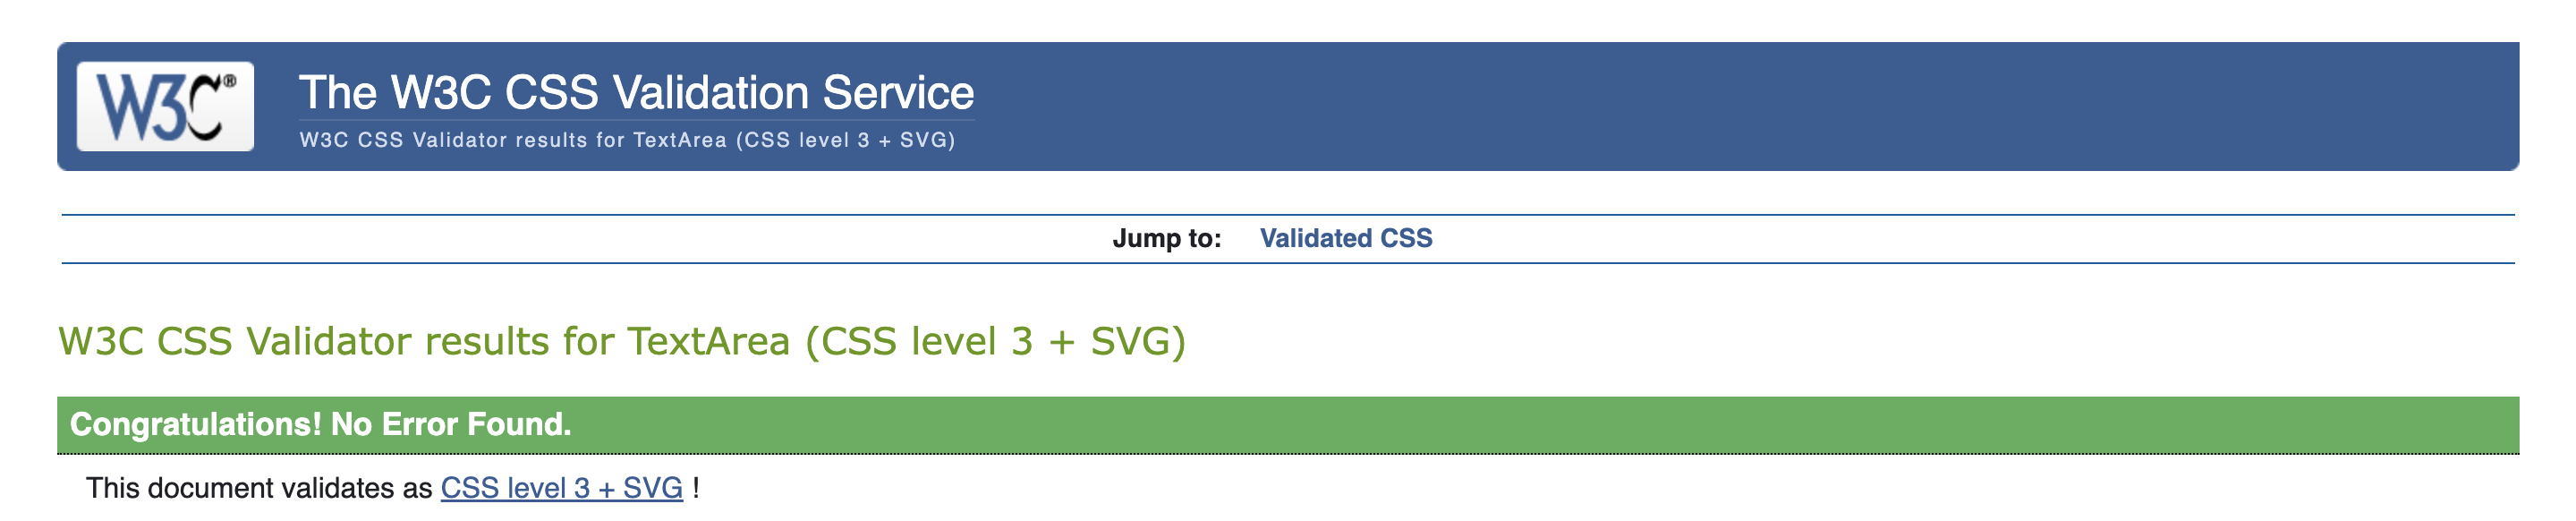 W3C®
The W3C CSS Validation Service
W3C CSS Validator results for TextArea (CSS level 3 + SVG)
Jump to: Validated CSS
W3C CSS Validator results for TextArea (CSS level 3 + SVG)
Congratulations! No Error Found.
This document validates as CSS level 3 + SVG !